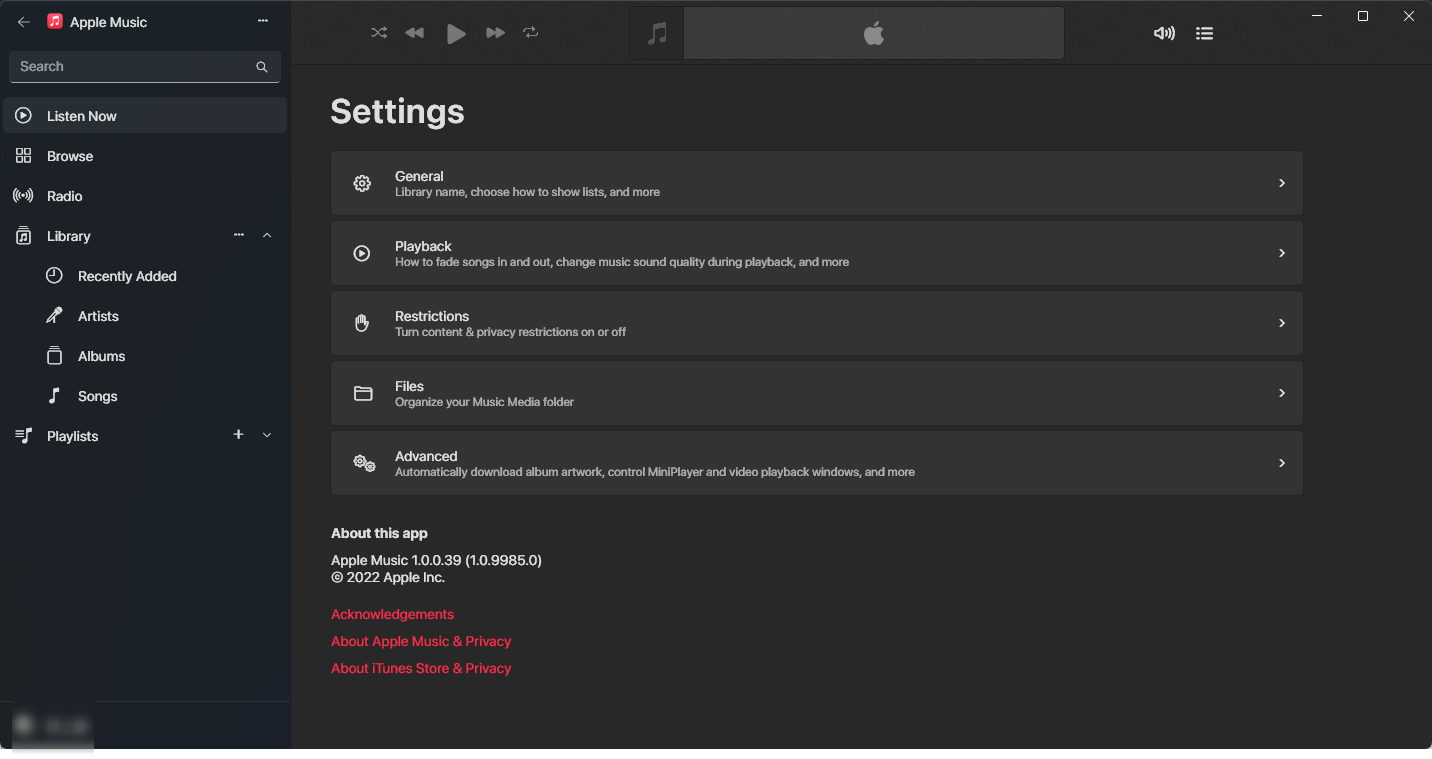 Apple Music
Search
Listen Now
Browse
Radio
Library
Recently Added
Artists
Albums
Songs
Playlists
Settings
General
Library name, choose how to show lists, and more
Playback
How to fade songs in and out, change music sound quality during playback, and more
Restrictions
Turn content & privacy restrictions on or off
Files
Organize your Music Media folder
Advanced
Automatically download album artwork, control MiniPlayer and video playback windows, and more
About this app
Apple Music 1.0.0.39 (1.0.9985.0)
© 2022 Apple Inc.
Acknowledgements
About Apple Music & Privacy
About iTunes Store & Privacy